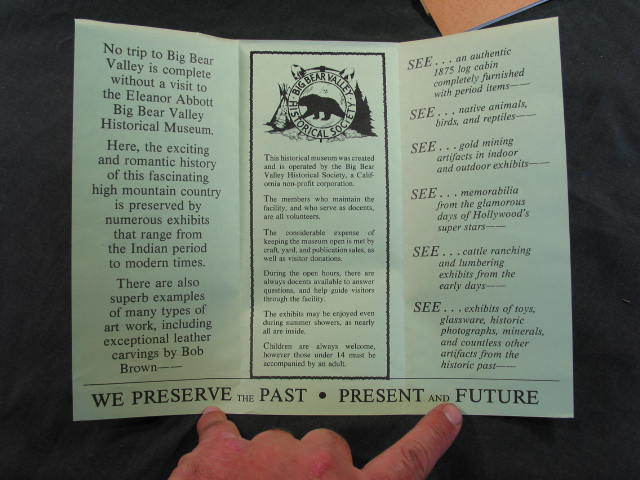 No trip to Big Bear
Valley is complete
without a visit to
the Eleanor Abbott
Big Bear Valley
Historical Museum.
Here, the exciting
and romantic history
of this fascinating
high mountain country
is preserved by
numerous exhibits
that range from
the Indian period
to modern times.
There are also
superb examples
of many types of
art work, including
exceptional leather
carvings by Bob
Brown——
BIG BEAR VALLEY
HISTORICAL SOCIETY
This historical museum was created
and is operated by the Big Bear
Valley Historical Society, a Calif-
ornia non-profit corporation.
The members who maintain the
facility, and who serve as docents,
are all volunteers.
The considerable expense of
keeping the museum open is met by
craft, yard, and publication sales, as
well as visitor donations.
During the open hours, there are
always docents available to answer
questions, and help guide visitors
through the facility.
The exhibits may be enjoyed even
during summer showers, as nearly
all are inside.
Children are always welcome,
however those under 14 must be
accompanied by an adult.
SEE . . . an authentic
1875 log cabin
completely furnished
with period items——
SEE . . . native animals,
birds, and reptiles——
SEE . . . gold mining
artifacts in indoor
and outdoor exhibits——
SEE . . . memorabilia
from the glamorous
days of Hollywood's
super stars——
SEE . . . cattle ranching
and lumbering
exhibits from the
early days——
SEE . . . exhibits of toys,
glassware, historic
photographs, minerals,
and countless other
artifacts from the
historic past——
WE PRESERVE THE PAST • PRESENT AND FUTURE